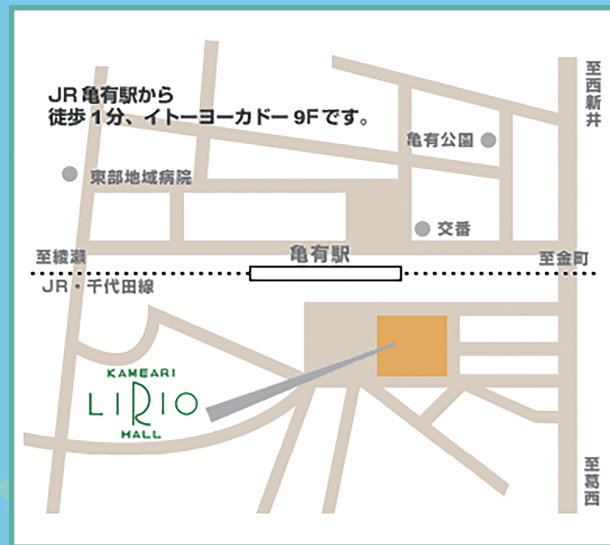 JR亀有駅から
徒歩1分、イトーヨーカドー9Fです。
至西新井
亀有公園
東部地域病院
交番
至綾瀬
亀有駅
至金町
JR・千代田線
KAMEARI
LIRIO
HALL
至葛西